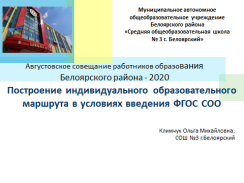 Муниципальное автономное
общеобразовательное учреждение
Белоярского района
«Средняя общеобразовательная школа
№ 3 г. Белоярский»
Августовское совещание работников образования
Белоярского района - 2020
Построение индивидуального образовательного
маршрута в условиях введения ФГОС СОО
Климчук Ольга Михайловна,
СОШ №3 г.Белоярский